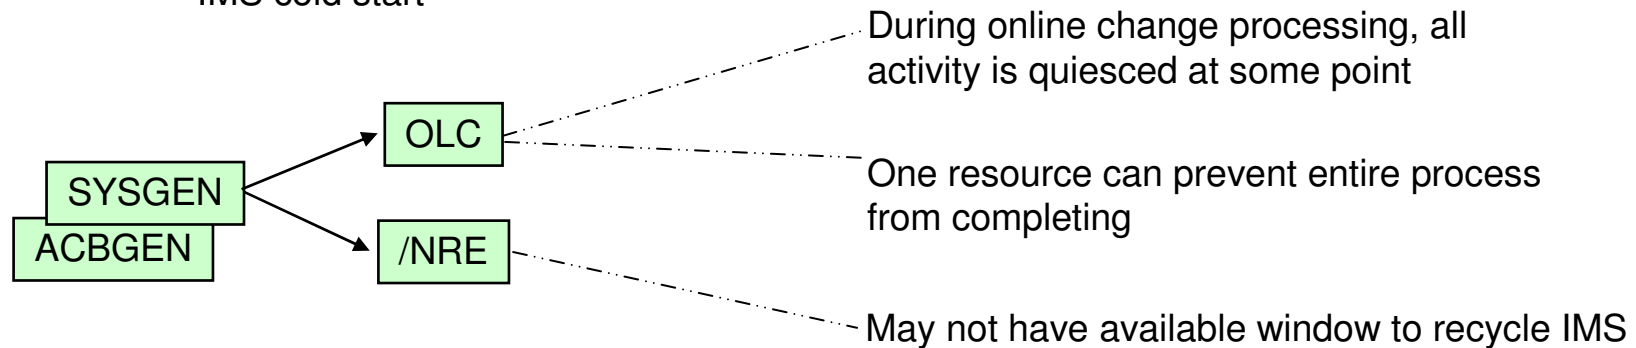 IMS cold start
During online change processing, all
activity is quiesced at some point
OLC
SYSGEN
ACBGEN
One resource can prevent entire process
from completing
/NRE
May not have available window to recycle IMS